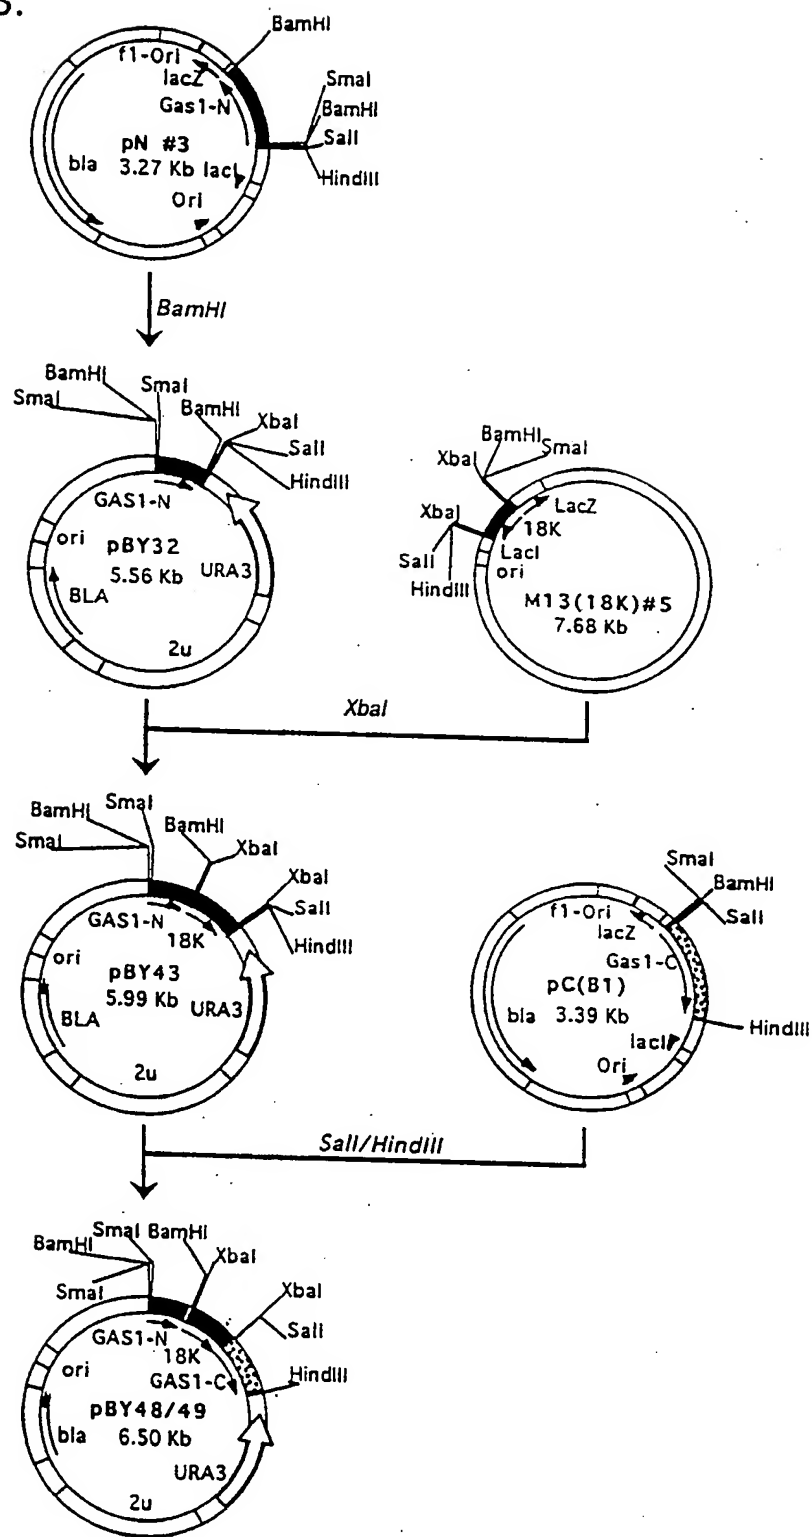 B.
BamHI
f1-Ori
lacZ
SmaI
Gas1-N
BamHI
pN #3
SalI
bla 3.27 Kb lacI
HindIII
Ori
BamHI
BamHI
SmaI
SmaI
BamHI
XbaI
SalI
HindIII
GAS1-N
ori
pBY32
5.56 Kb
URA3
BLA
2u
BamHI
SmaI
XbaI
XbaI
LacZ
18K
SalI
LacI
HindIII
ori
M13(18K)#5
7.68 Kb
XbaI
SmaI
BamHI
BamHI
SmaI
XbaI
XbaI
SalI
GAS1-N
18K
HindIII
ori
pBY43
5.99 Kb
URA3
BLA
2u
SmaI
BamHI
f1-Ori
SalI
lacZ
Gas1-C
pC(B1)
bla 3.39 Kb
HindIII
lacI
Ori
SalI/HindIII
SmaI BamHI
BamHI
XbaI
SmaI
XbaI
SalI
GAS1-N
18K
HindIII
ori
GAS1-C
pBY48/49
6.50 Kb
bla
URA3
2u